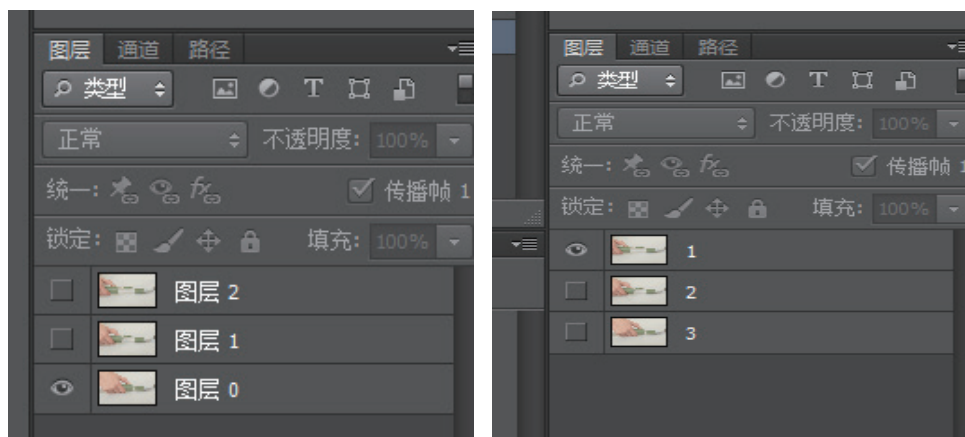 图层 通道 路径
类型 T
正常 不透明度: 100%
统一: fx 传播帧 1
锁定: 填充: 100%
图层 2
图层 1
图层 0
图层 通道 路径
类型 T
正常 不透明度: 100%
统一: fx 传播帧 1
锁定: 填充: 100%
1
2
3